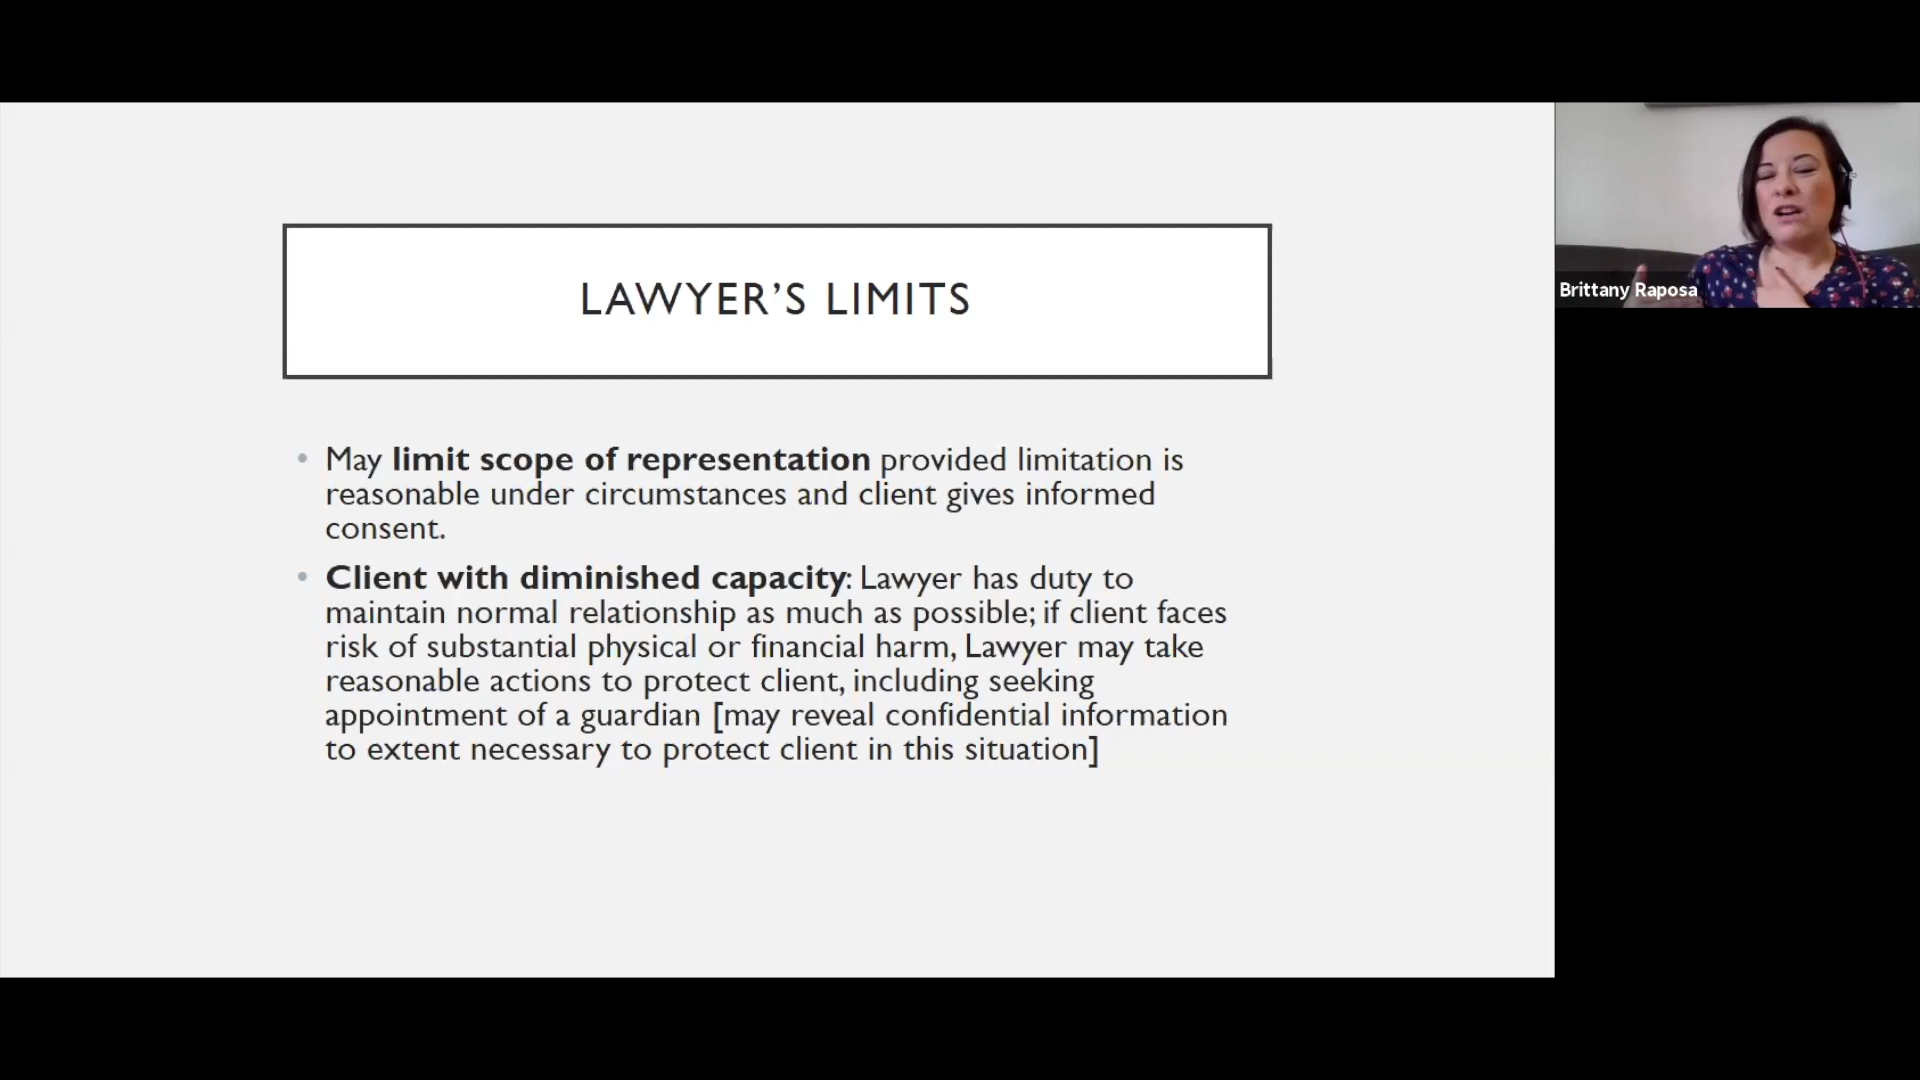 LAWYER’S LIMITS
• May limit scope of representation provided limitation is
reasonable under circumstances and client gives informed
consent.
• Client with diminished capacity: Lawyer has duty to
maintain normal relationship as much as possible; if client faces
risk of substantial physical or financial harm, Lawyer may take
reasonable actions to protect client, including seeking
appointment of a guardian [may reveal confidential information
to extent necessary to protect client in this situation]
Brittany Raposa